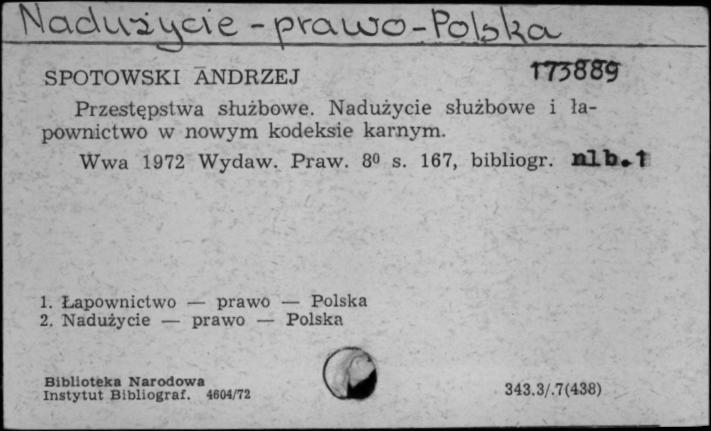 Nadużycie - prawo - Polska
SPOTOWSKI ANDRZEJ 173889
Przestępstwa służbowe. Nadużycie służbowe i ła-
pownictwo w nowym kodeksie karnym.
Wwa 1972 Wydaw. Praw. 8⁰ s. 167, bibliogr. nlb.1
1. Łapownictwo — prawo — Polska
2. Nadużycie — prawo — Polska
Biblioteka Narodowa
Instytut Bibliograf. 4604/72 343.3/.7(438)